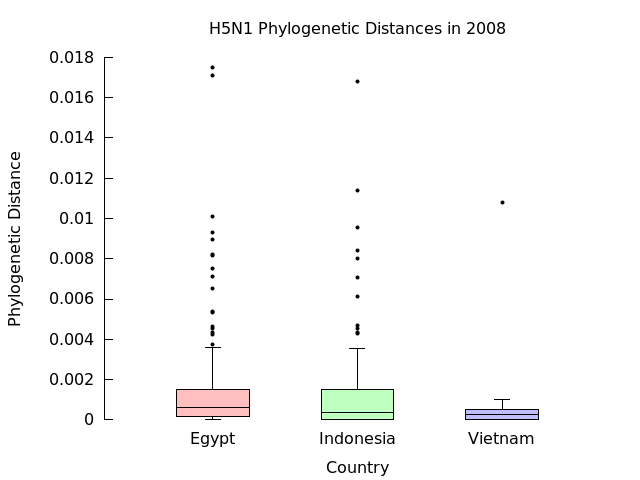 H5N1 Phylogenetic Distances in 2008
Phylogenetic Distance
0.018
0.016
0.014
0.012
0.01
0.008
0.006
0.004
0.002
0
Egypt Indonesia Vietnam
Country